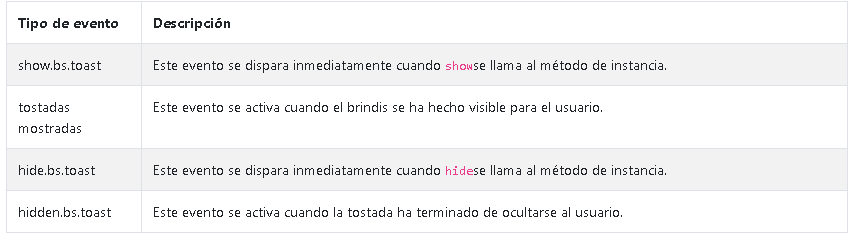 Tipo de evento Descripción
show.bs.toast Este evento se dispara inmediatamente cuando showse llama al método de instancia.
tostadas Este evento se activa cuando el brindis se ha hecho visible para el usuario.
mostradas
hide.bs.toast Este evento se dispara inmediatamente cuando hidese llama al método de instancia.
hidden.bs.toast Este evento se activa cuando la tostada ha terminado de ocultarse al usuario.